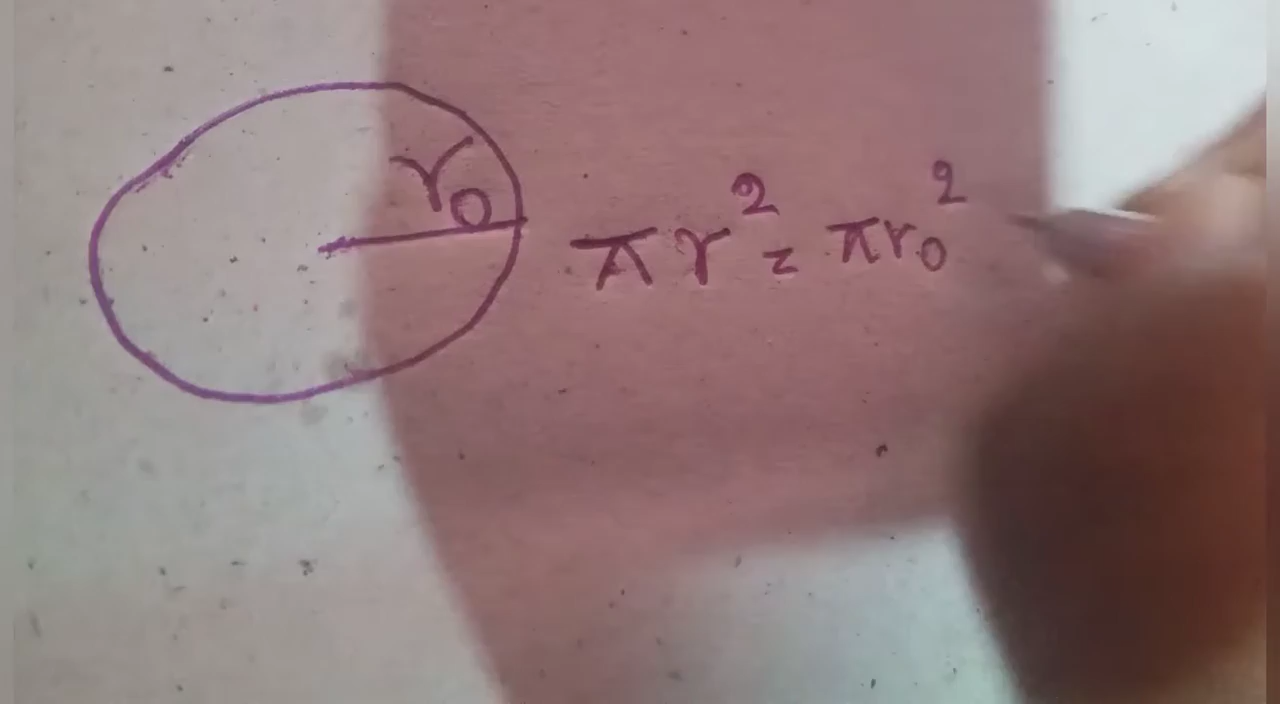 r₀
πr² = πr₀²